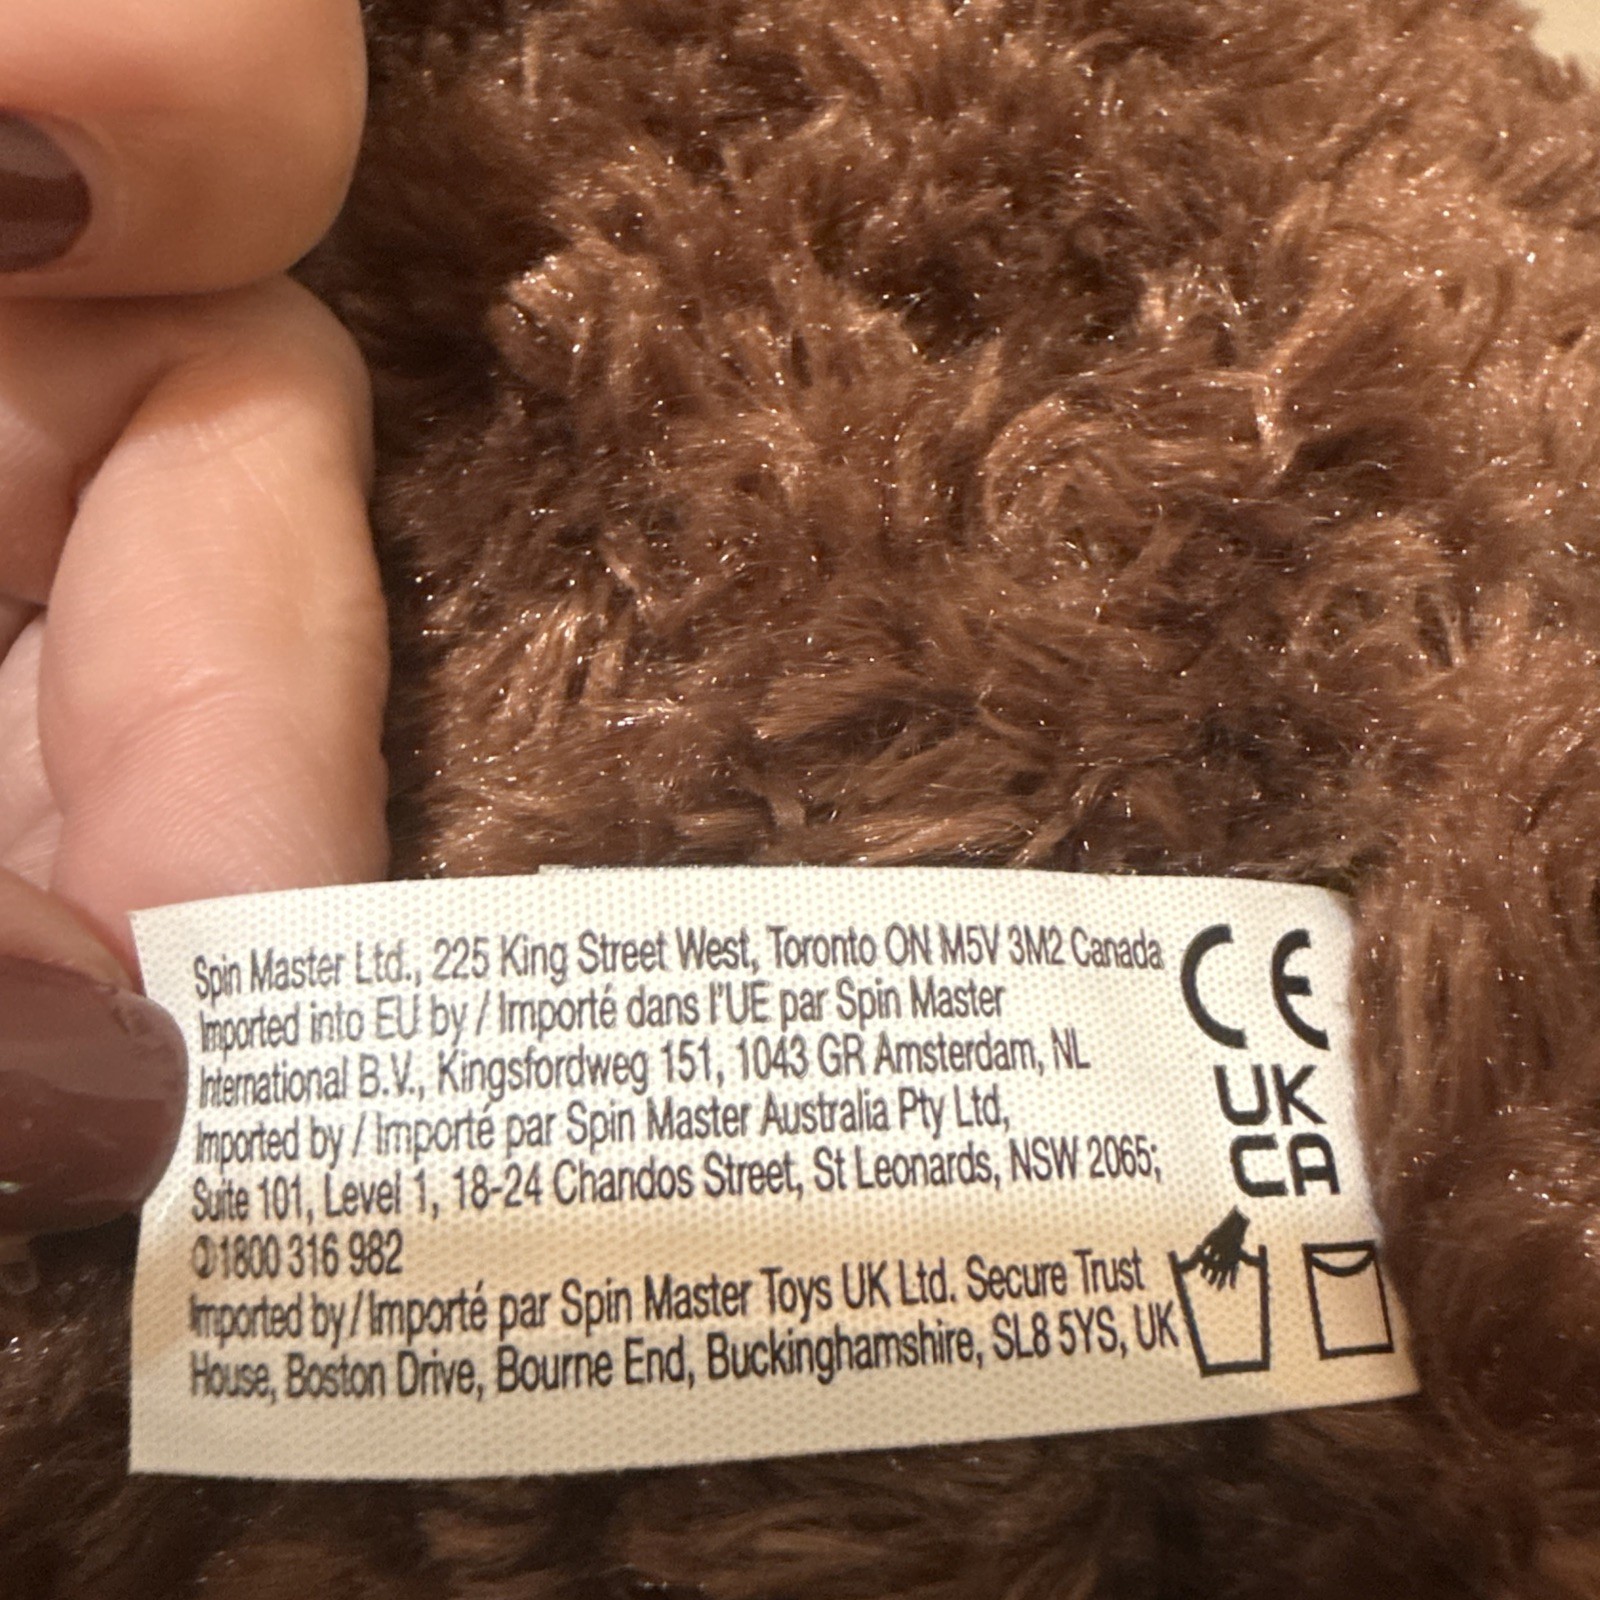 Spin Master Ltd., 225 King Street West, Toronto ON M5V 3M2 Canada
Imported into EU by / Importé dans l'UE par Spin Master
International B.V., Kingsfordweg 151, 1043 GR Amsterdam, NL
Imported by / Importé par Spin Master Australia Pty Ltd,
Suite 101, Level 1, 18-24 Chandos Street, St Leonards, NSW 2065;
✆1800 316 982
Imported by / Importé par Spin Master Toys UK Ltd. Secure Trust
House, Boston Drive, Bourne End, Buckinghamshire, SL8 5YS, UK
CE
UK
CA